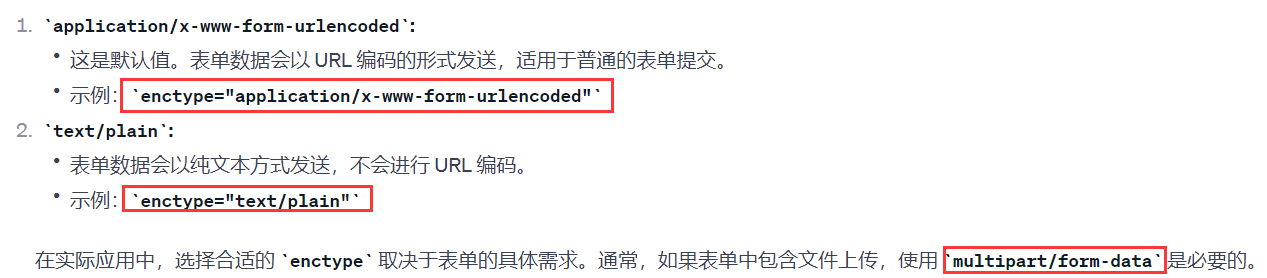 1. `application/x-www-form-urlencoded`:
• 这是默认值。表单数据会以 URL 编码的形式发送，适用于普通的表单提交。
• 示例：`enctype="application/x-www-form-urlencoded"`
2. `text/plain`:
• 表单数据会以纯文本方式发送，不会进行 URL 编码。
• 示例：`enctype="text/plain"`
在实际应用中，选择合适的 `enctype` 取决于表单的具体需求。通常，如果表单中包含文件上传，使用 `multipart/form-data` 是必要的。